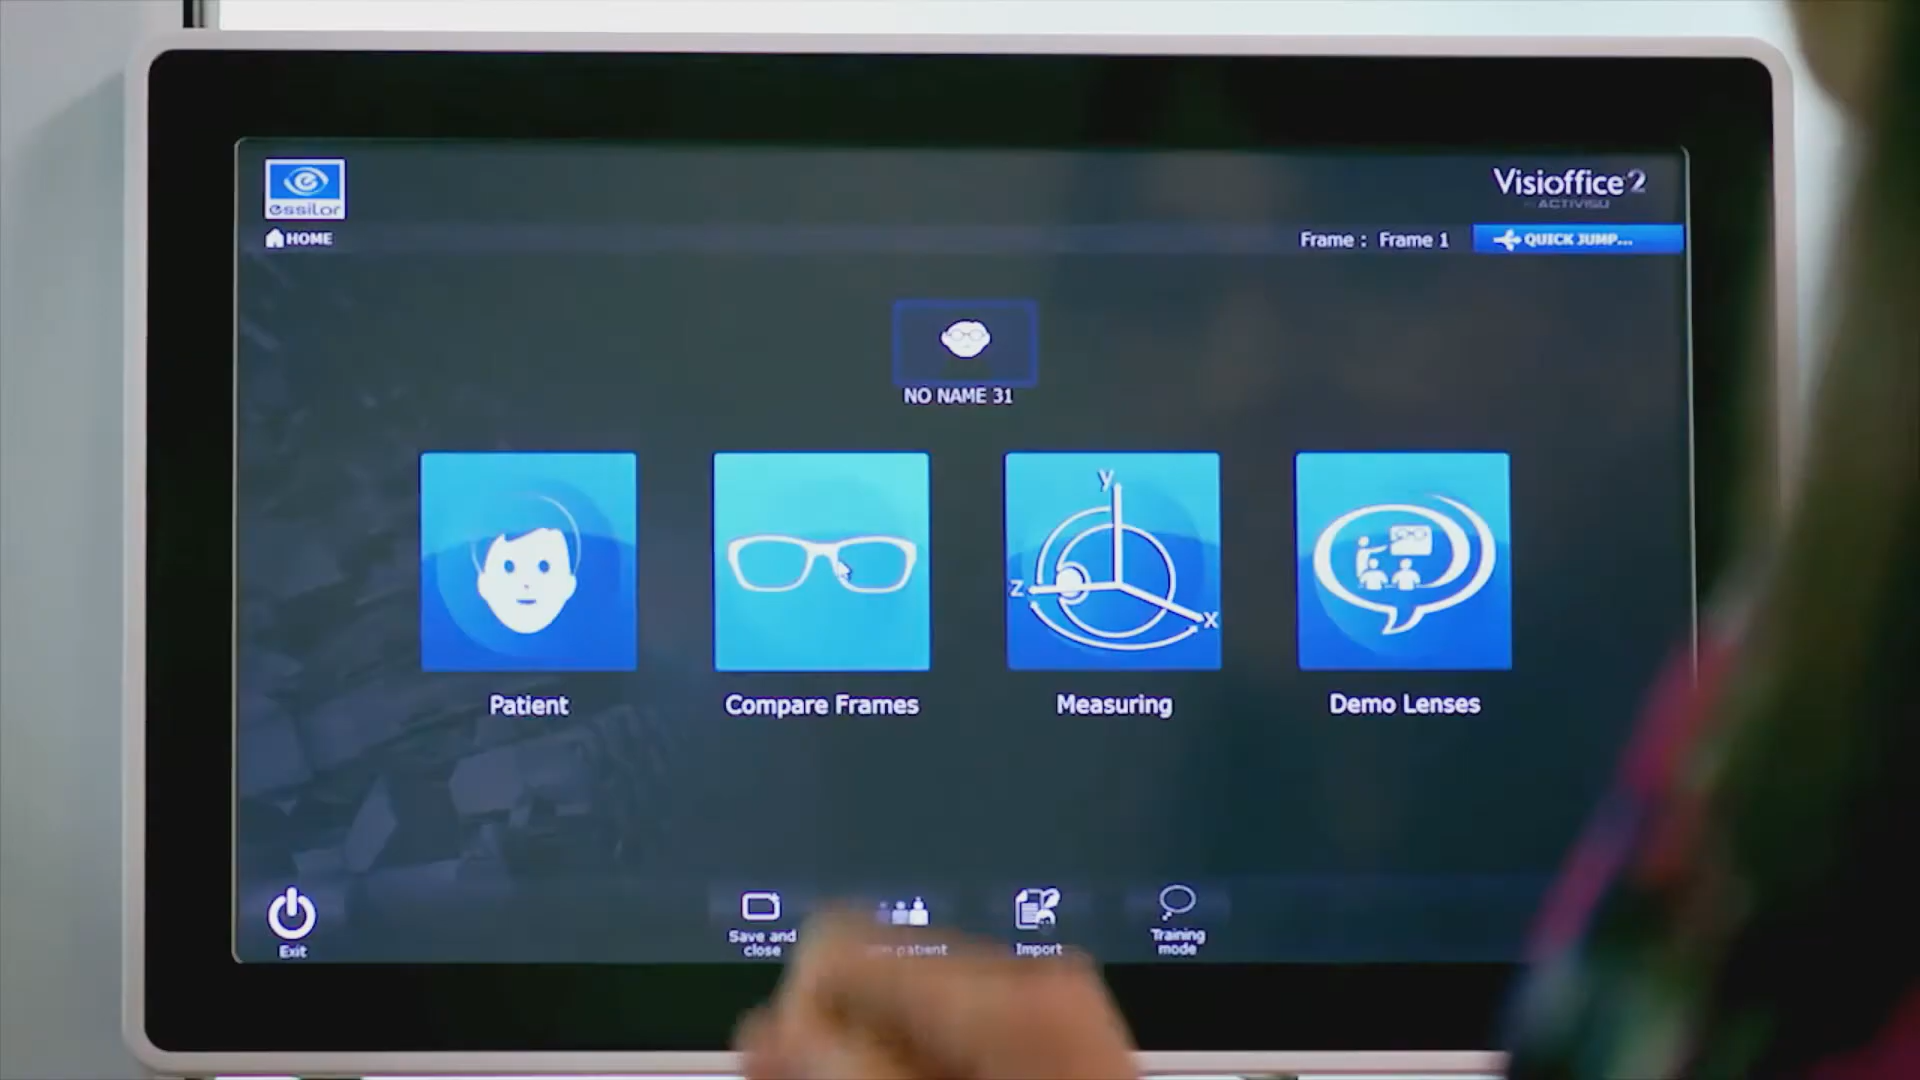 essilor
Visioffice 2
ACTIVISU
HOME
Frame : Frame 1
QUICK JUMP...
NO NAME 31
y
z
x
Patient
Compare Frames
Measuring
Demo Lenses
Exit
Save and
close
patient
Import
Training
mode